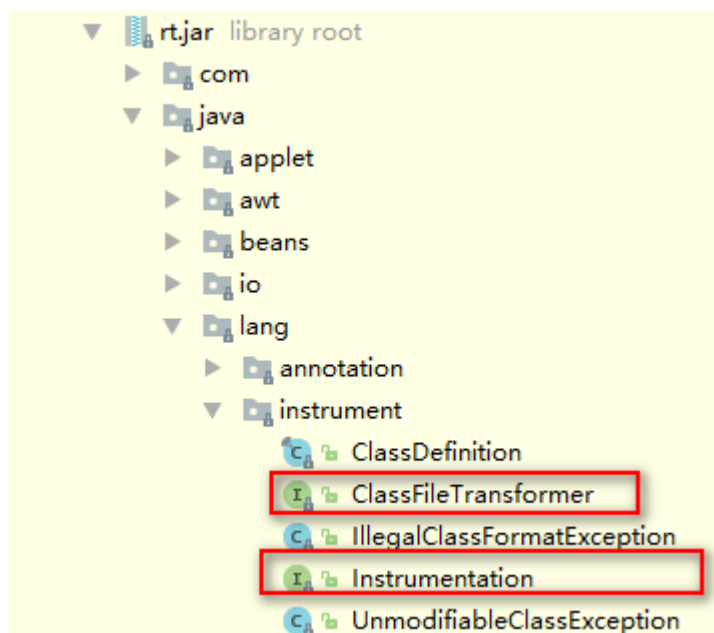 rt.jar library root
com
java
applet
awt
beans
io
lang
annotation
instrument
ClassDefinition
ClassFileTransformer
IllegalClassFormatException
Instrumentation
UnmodifiableClassException